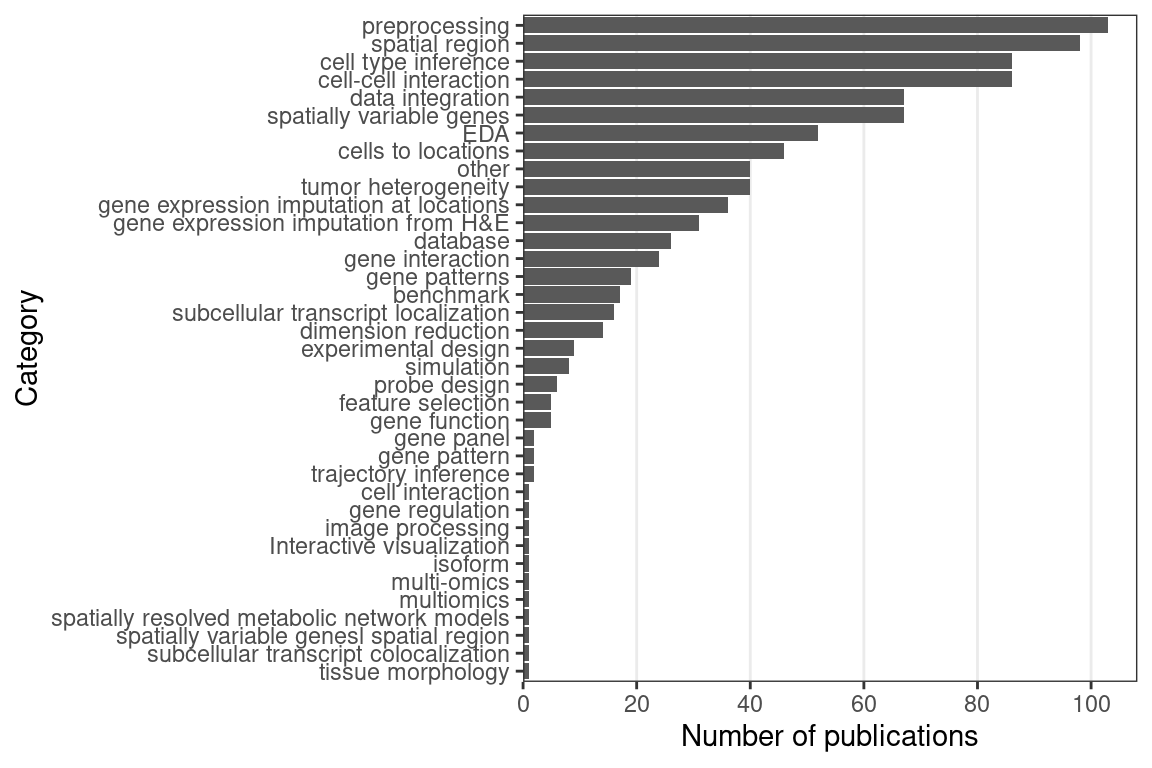 preprocessing
spatial region
cell type inference
cell-cell interaction
data integration
spatially variable genes
EDA
cells to locations
other
tumor heterogeneity
gene expression imputation at locations
gene expression imputation from H&E
database
gene interaction
gene patterns
benchmark
subcellular transcript localization
dimension reduction
experimental design
simulation
probe design
feature selection
gene function
gene panel
gene pattern
trajectory inference
cell interaction
gene regulation
image processing
Interactive visualization
isoform
multi-omics
multiomics
spatially resolved metabolic network models
spatially variable genesl spatial region
subcellular transcript colocalization
tissue morphology
Category
0 20 40 60 80 100
Number of publications